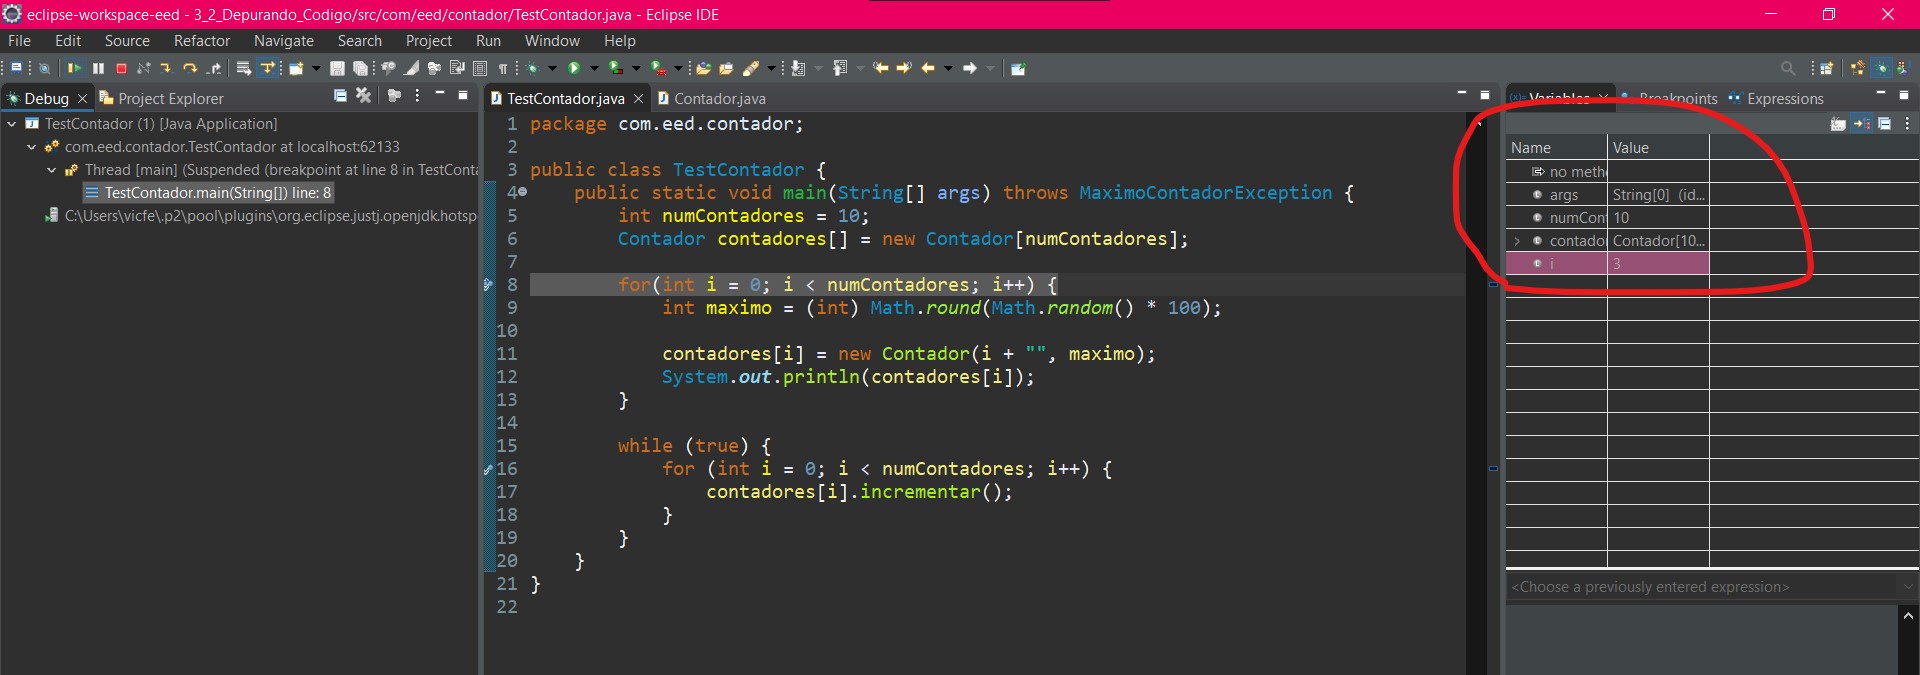 eclipse-workspace-eed - 3_2_Depurando_Codigo/src/com/eed/contador/TestContador.java - Eclipse IDE
File Edit Source Refactor Navigate Search Project Run Window Help
Debug Project Explorer
TestContador (1) [Java Application]
com.eed.contador.TestContador at localhost:62133
Thread [main] (Suspended (breakpoint at line 8 in TestConta
TestContador.main(String[]) line: 8
C:\Users\vicfe\.p2\pool\plugins\org.eclipse.justj.openjdk.hotsp
TestContador.java Contador.java
1 package com.eed.contador;
2
3 public class TestContador {
4 public static void main(String[] args) throws MaximoContadorException {
5 int numContadores = 10;
6 Contador contadores[] = new Contador[numContadores];
7
8 for(int i = 0; i < numContadores; i++) {
9 int maximo = (int) Math.round(Math.random() * 100);
10
11 contadores[i] = new Contador(i + "", maximo);
12 System.out.println(contadores[i]);
13 }
14
15 while (true) {
16 for (int i = 0; i < numContadores; i++) {
17 contadores[i].incrementar();
18 }
19 }
20 }
21 }
22
(x)= Variables Breakpoints Expressions
Name Value
no meth
args String[0] (id...
numCon 10
contado Contador[10...
i 3
<Choose a previously entered expression>